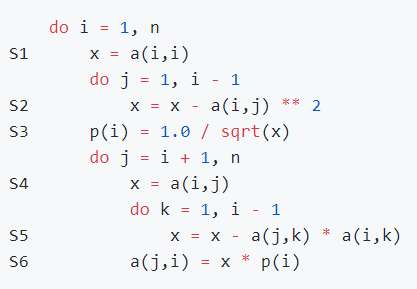 do i = 1, n
S1 x = a(i,i)
do j = 1, i - 1
S2 x = x - a(i,j) ** 2
S3 p(i) = 1.0 / sqrt(x)
do j = i + 1, n
S4 x = a(i,j)
do k = 1, i - 1
S5 x = x - a(j,k) * a(i,k)
S6 a(j,i) = x * p(i)